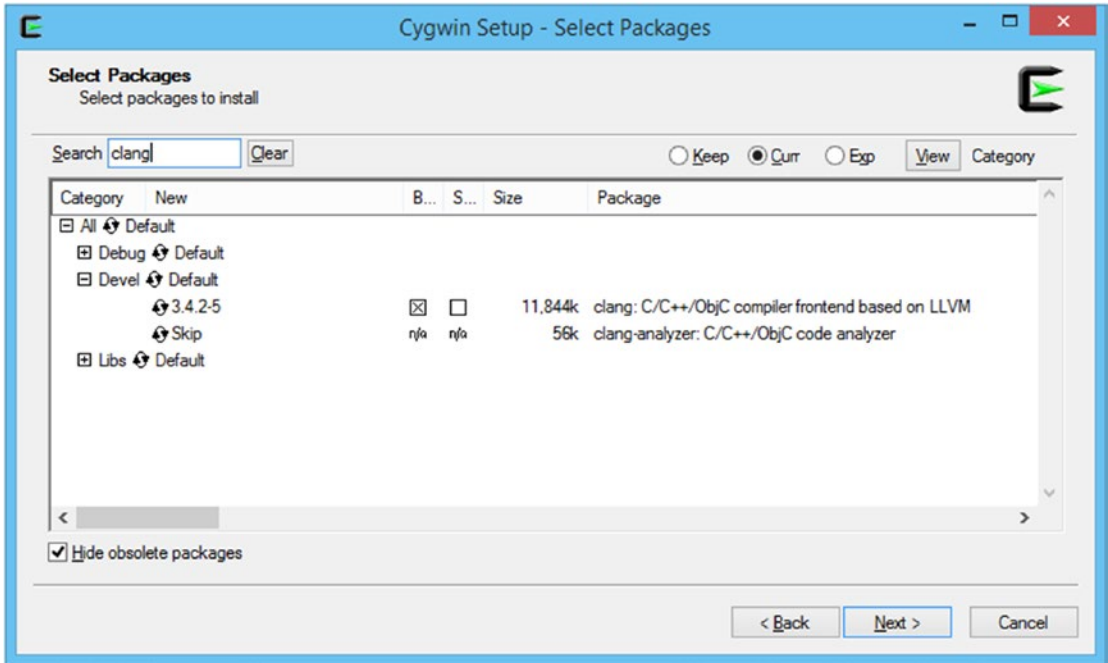 Cygwin Setup - Select Packages
Select Packages
Select packages to install
Search clang Clear Keep Curr Exp View Category
Category New B... S... Size Package
All Default
Debug Default
Devel Default
3.4.2-5 11,844k clang: C/C++/ObjC compiler frontend based on LLVM
Skip n/a n/a 56k clang-analyzer: C/C++/ObjC code analyzer
Libs Default
Hide obsolete packages
< Back Next > Cancel